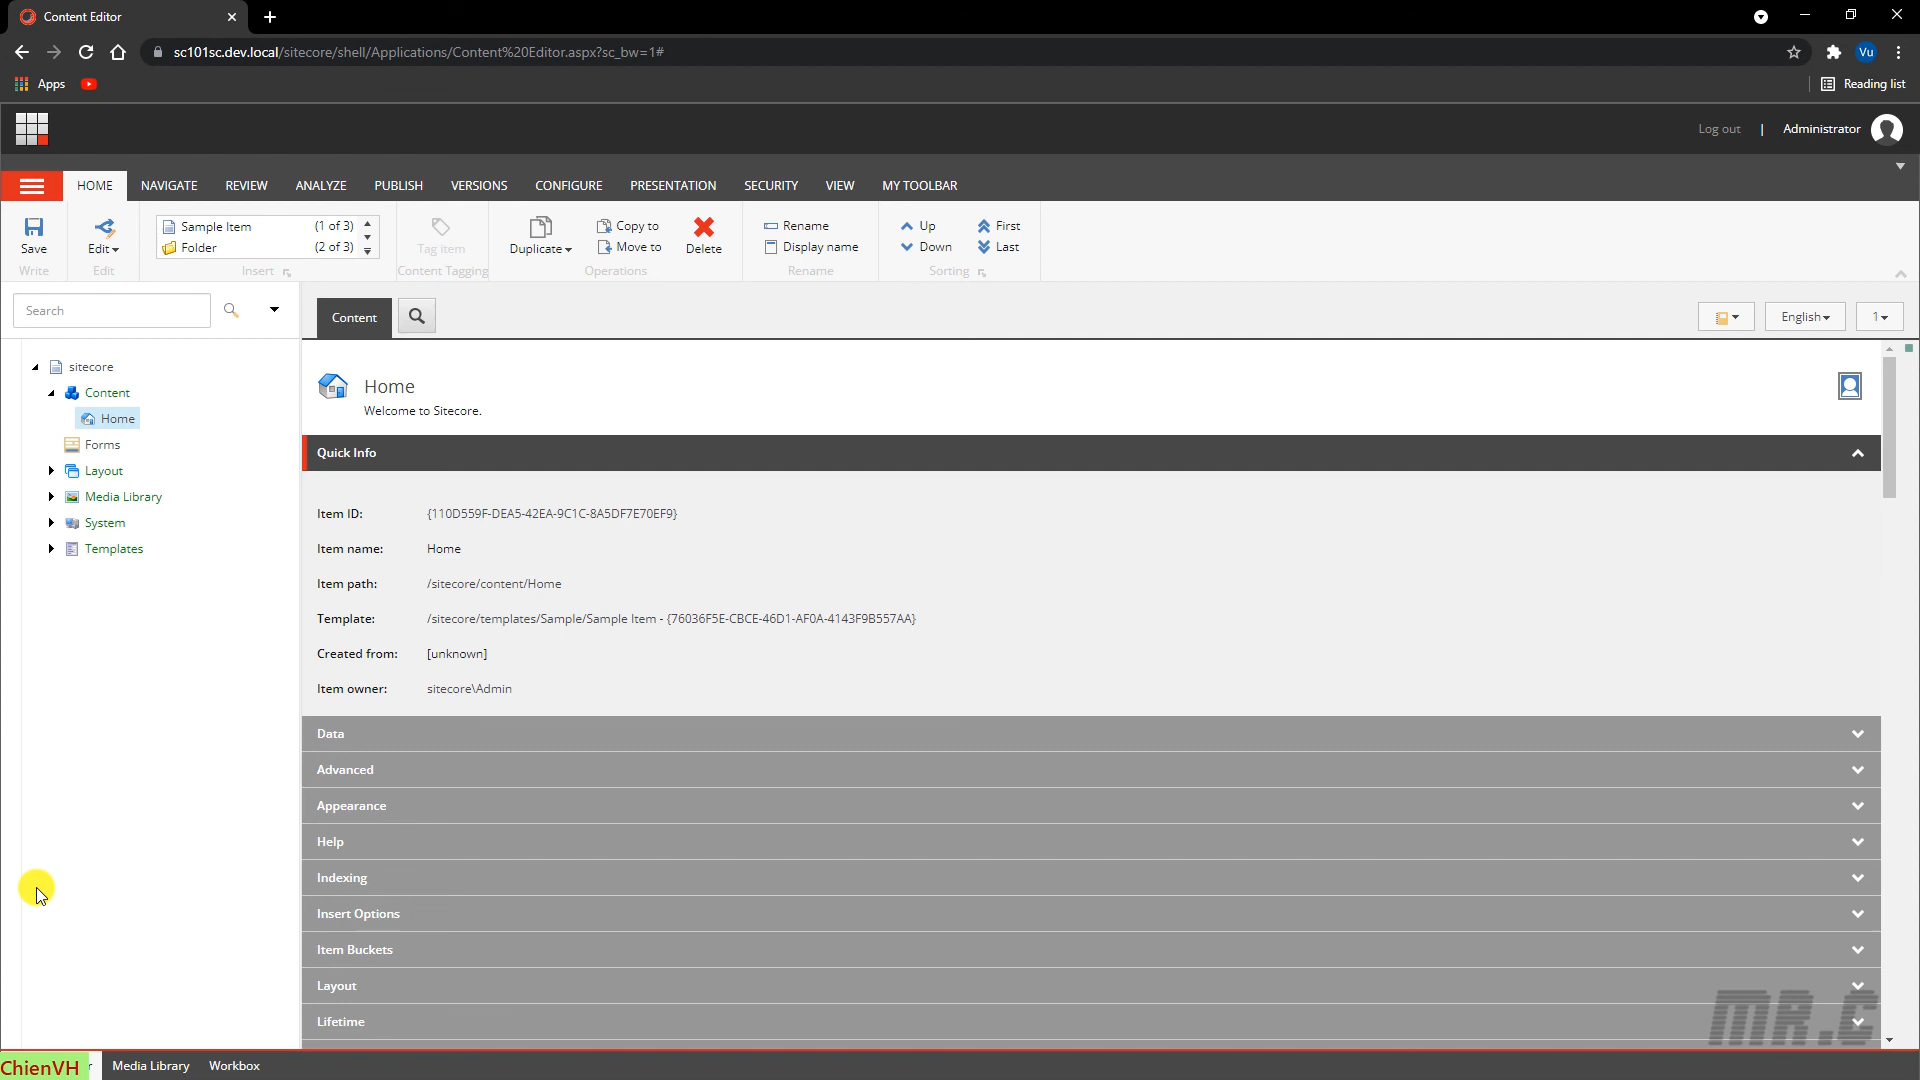 Content Editor
sc101sc.dev.local/sitecore/shell/Applications/Content%20Editor.aspx?sc_bw=1#
Vu
Apps
Reading list
Log out | Administrator
HOME NAVIGATE REVIEW ANALYZE PUBLISH VERSIONS CONFIGURE PRESENTATION SECURITY VIEW MY TOOLBAR
Sample Item (1 of 3) Copy to Rename Up First
Folder (2 of 3) Move to Display name Down Last
Save Edit Tag item Duplicate Delete
Write Edit Insert Content Tagging Operations Rename Sorting
Search
Content
English
1
sitecore
Content
Home
Forms
Layout
Media Library
System
Templates
Home
Welcome to Sitecore.
Quick Info
Item ID: {110D559F-DEA5-42EA-9C1C-8A5DF7E70EF9}
Item name: Home
Item path: /sitecore/content/Home
Template: /sitecore/templates/Sample/Sample Item - {76036F5E-CBCE-46D1-AF0A-4143F9B557AA}
Created from: [unknown]
Item owner: sitecore\Admin
Data
Advanced
Appearance
Help
Indexing
Insert Options
Item Buckets
Layout
Lifetime
MR.C
ChienVH r Media Library Workbox